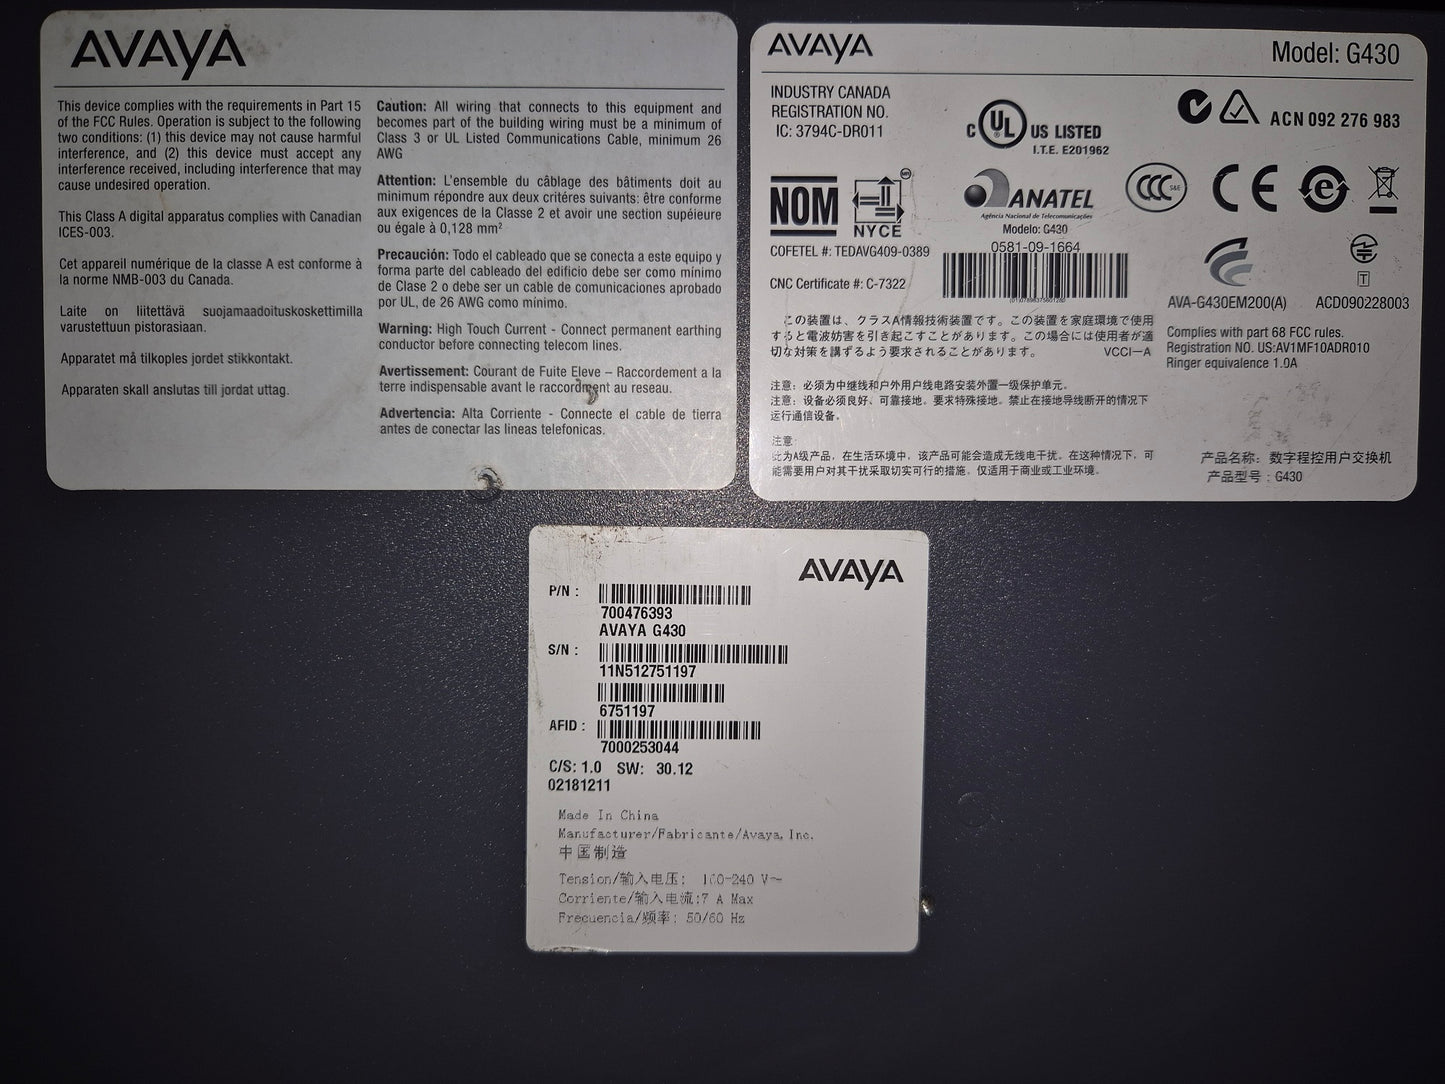 AVAYA
This device complies with the requirements in Part 15
of the FCC Rules. Operation is subject to the following
two conditions: (1) this device may not cause harmful
interference, and (2) this device must accept any
interference received, including interference that may
cause undesired operation.
This Class A digital apparatus complies with Canadian
ICES-003.
Cet appareil numérique de la classe A est conforme à
la norme NMB-003 du Canada.
Laite on liitettävä suojamaadoituskoskettimilla
varustettuun pistorasiaan.
Apparatet må tilkoples jordet stikkontakt.
Apparaten skall anslutas till jordat uttag.
Caution: All wiring that connects to this equipment and
becomes part of the building wiring must be a minimum of
Class 3 or UL Listed Communications Cable, minimum 26
AWG
Attention: L'ensemble du câblage des bâtiments doit au
minimum répondre aux deux critéres suivants: être conforme
aux exigences de la Classe 2 et avoir une section supéieure
ou égale à 0,128 mm²
Precaución: Todo el cableado que se conecta a este equipo y
forma parte del cableado del edificio debe ser como mínimo
de Clase 2 o debe ser un cable de comunicaciones aprobado
por UL, de 26 AWG como mínimo.
Warning: High Touch Current - Connect permanent earthing
conductor before connecting telecom lines.
Avertissement: Courant de Fuite Eleve – Raccordement a la
terre indispensable avant le raccordment au reseau.
Advertencia: Alta Corriente - Connecte el cable de tierra
antes de conectar las lineas telefonicas.
AVAYA
Model: G430
INDUSTRY CANADA
REGISTRATION NO.
IC: 3794C-DR011
C UL US LISTED
I.T.E. E201962
ACN 092 276 983
NOM
NYCE
ANATEL
Agência Nacional de Telecomunicações
Modelo: G430
0581-09-1664
CCC S&E
CE
COFETEL #: TEDAVG409-0389
CNC Certificate #: C-7322
AVA-G430EM200(A)
T
ACD090228003
この装置は、クラスA情報技術装置です。この装置を家庭環境で使用
すると電波妨害を引き起こすことがあります。この場合には使用者が適
切な対策を講ずるよう要求されることがあります。 VCCI－A
Complies with part 68 FCC rules.
Registration NO. US:AV1MF10ADR010
Ringer equivalence 1.0A
注意：必须为中继线和户外用户线电路安装外置一级保护单元。
注意：设备必须良好、可靠接地。要求特殊接地。禁止在接地导线断开的情况下
运行通信设备。
注意:
此为A级产品，在生活环境中，该产品可能会造成无线电干扰。在这种情况下，可
能需要用户对其干扰采取切实可行的措施。仅适用于商业或工业环境.
产品名称：数字程控用户交换机
产品型号：G430
AVAYA
P/N :
700476393
AVAYA G430
S/N :
11N512751197
6751197
AFID :
7000253044
C/S: 1.0 SW: 30.12
02181211
Made In China
Manufacturer/Fabricante/Avaya, Inc.
中国制造
Tension/输入电压: 100-240 V~
Corriente/输入电流:7 A Max
Frecuencia/频率: 50/60 Hz